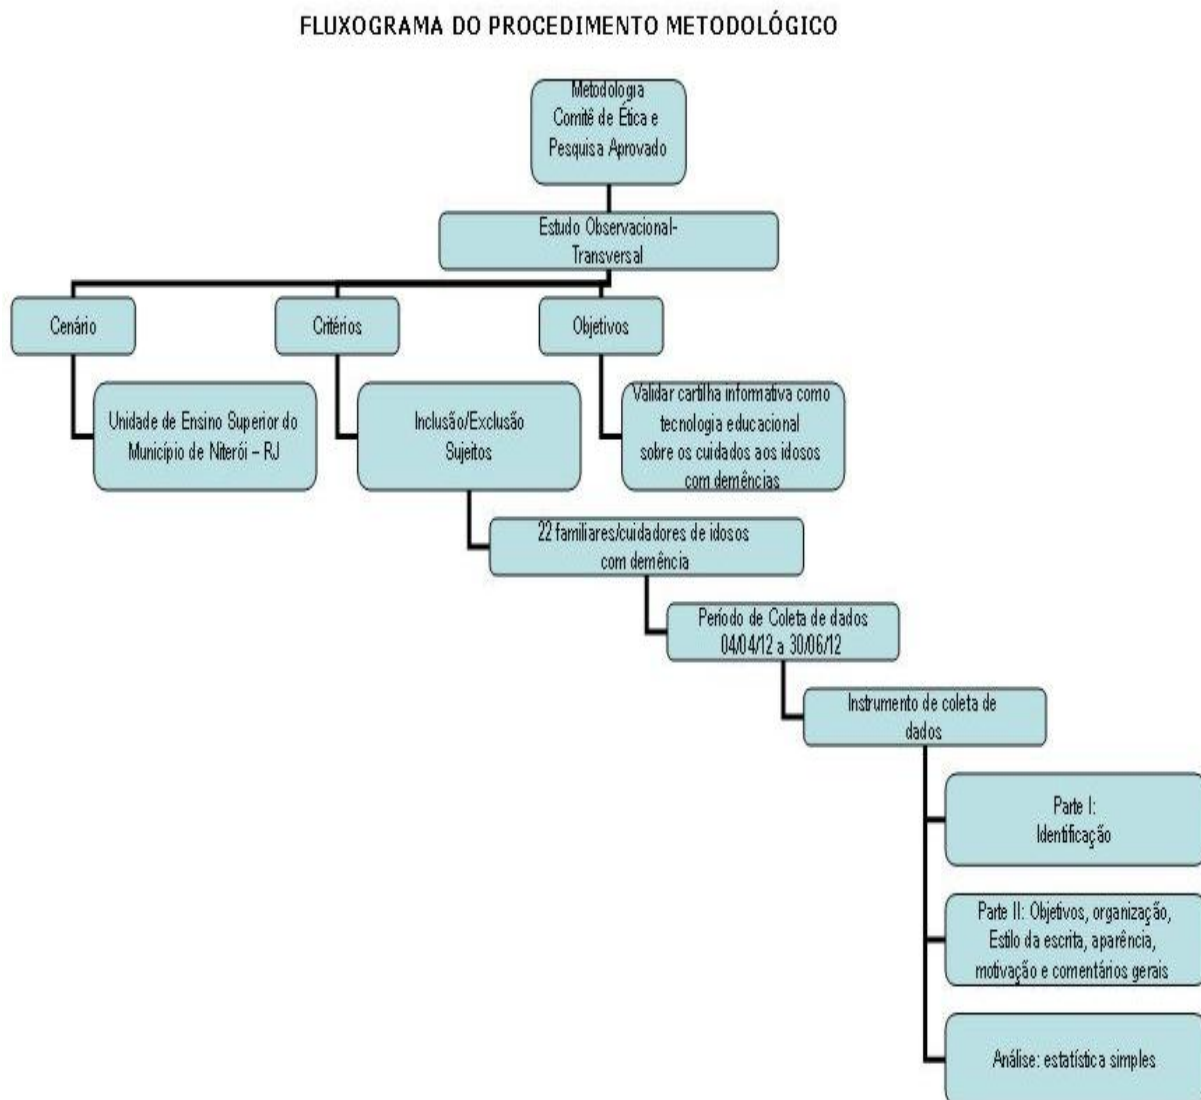 FLUXOGRAMA DO PROCEDIMENTO METODOLÓGICO
Metodologia
Comitê de Ética e
Pesquisa Aprovado
Estudo Observacional-
Transversal
Cenário
Critérios
Objetivos
Unidade de Ensino Superior do
Município de Niterói – RJ
Inclusão/Exclusão
Sujeitos
Validar cartilha informativa como
tecnologia educacional
sobre os cuidados aos idosos
com demências
22 familiares/cuidadores de idosos
com demência
Período de Coleta de dados
04/04/12 a 30/06/12
Instrumento de coleta de
dados
Parte I:
Identificação
Parte II: Objetivos, organização,
Estilo da escrita, aparência,
motivação e comentários gerais
Análise: estatística simples